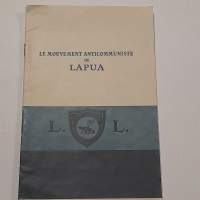 LE MOUVEMENT ANTICOMMUNISTE
DE
LAPUA
L. L.